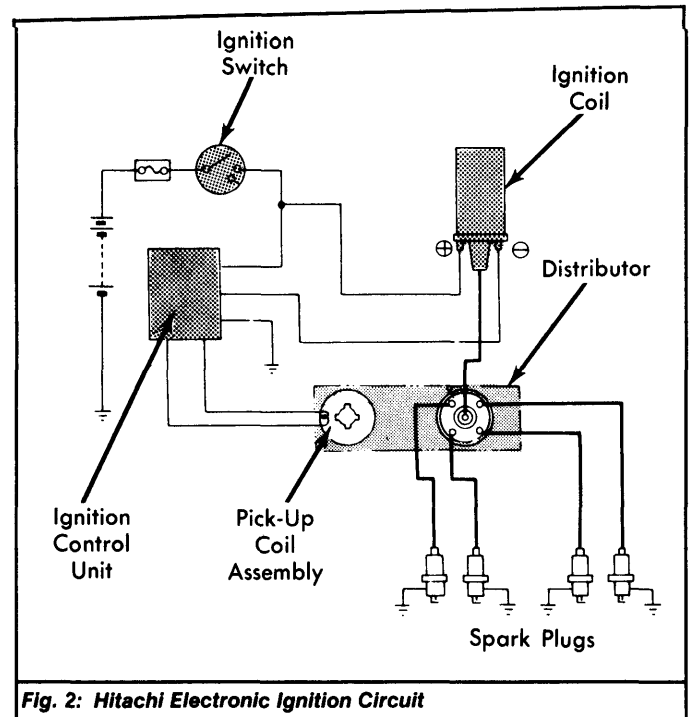 Ignition
Switch
Ignition
Coil
⊕
⊖
Distributor
Ignition
Control
Unit
Pick-Up
Coil
Assembly
Spark Plugs
Fig. 2: Hitachi Electronic Ignition Circuit